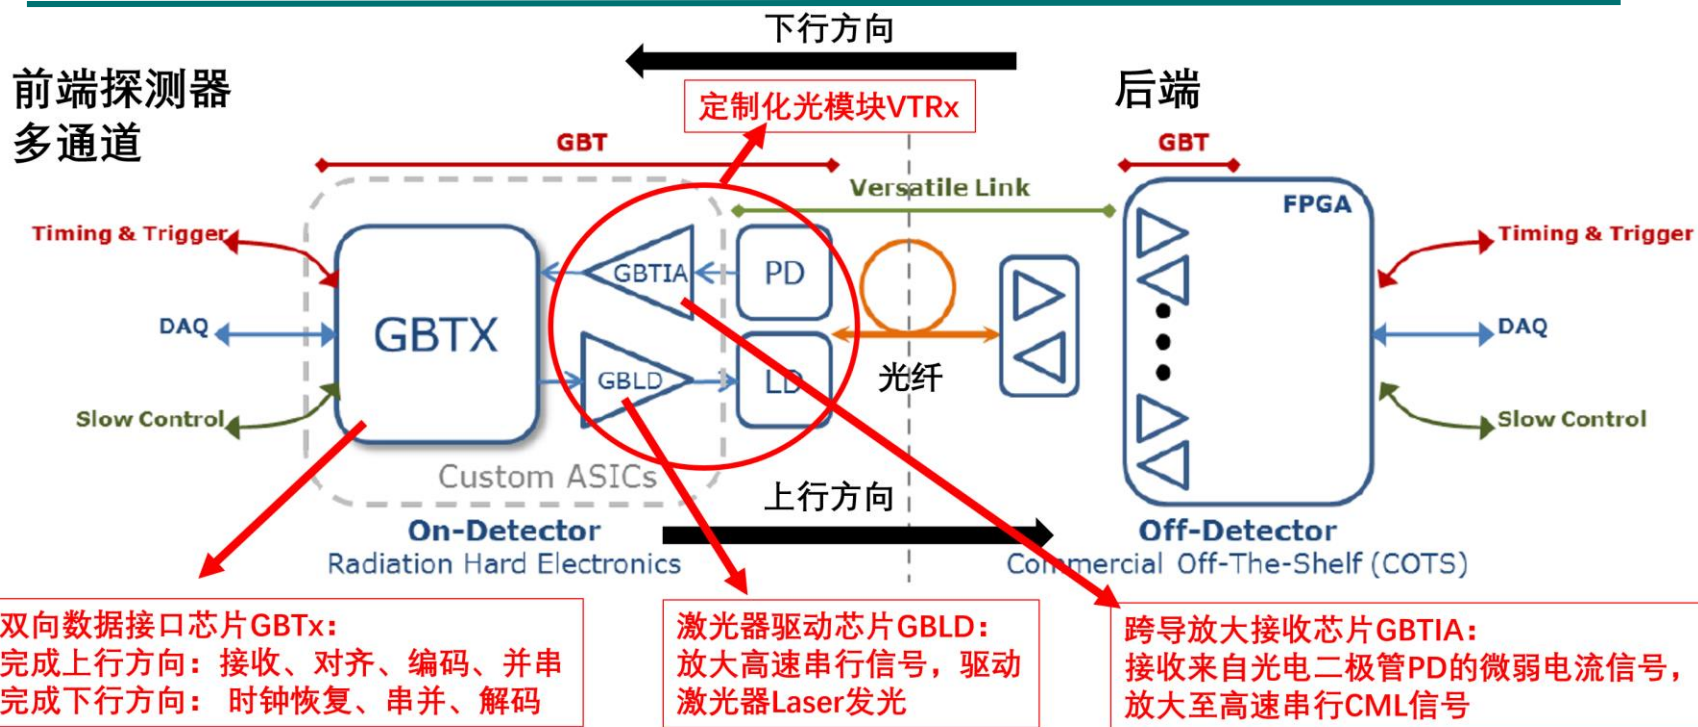 下行方向
前端探测器
多通道
定制化光模块VTRx
后端
GBT
GBT
Versatile Link
FPGA
Timing & Trigger
GBTIA
PD
Timing & Trigger
DAQ
GBTX
DAQ
光纤
GBLD
LD
Slow Control
Slow Control
Custom ASICs
上行方向
On-Detector
Off-Detector
Radiation Hard Electronics
Commercial Off-The-Shelf (COTS)
双向数据接口芯片GBTx：
完成上行方向：接收、对齐、编码、并串
完成下行方向： 时钟恢复、串并、解码
激光器驱动芯片GBLD：
放大高速串行信号，驱动
激光器Laser发光
跨导放大接收芯片GBTIA：
接收来自光电二极管PD的微弱电流信号，
放大至高速串行CML信号